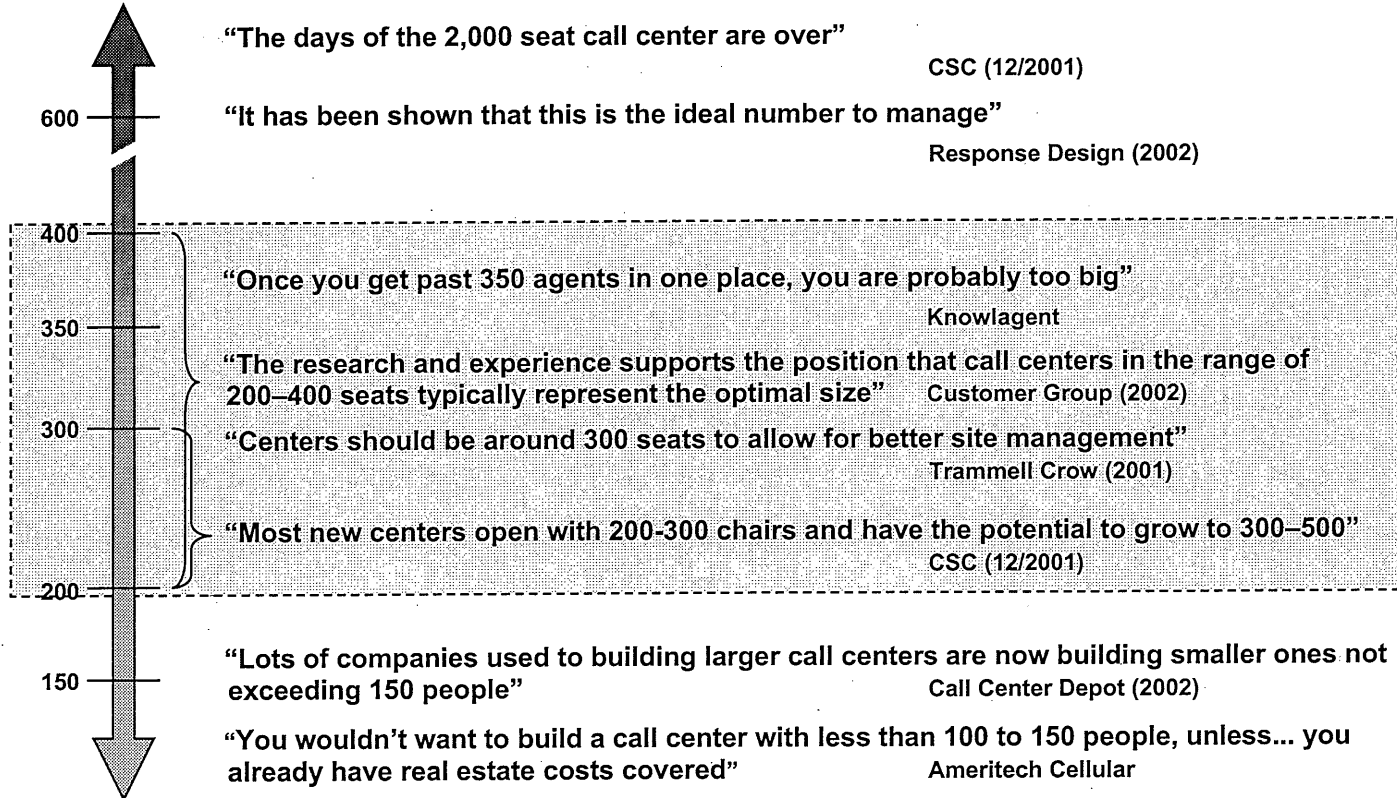 “The days of the 2,000 seat call center are over”
CSC (12/2001)
600
“It has been shown that this is the ideal number to manage”
Response Design (2002)
400
“Once you get past 350 agents in one place, you are probably too big”
Knowlagent
350
“The research and experience supports the position that call centers in the range of
200–400 seats typically represent the optimal size” Customer Group (2002)
300
“Centers should be around 300 seats to allow for better site management”
Trammell Crow (2001)
“Most new centers open with 200-300 chairs and have the potential to grow to 300–500”
CSC (12/2001)
200
“Lots of companies used to building larger call centers are now building smaller ones not
150
exceeding 150 people” Call Center Depot (2002)
“You wouldn’t want to build a call center with less than 100 to 150 people, unless... you
already have real estate costs covered” Ameritech Cellular